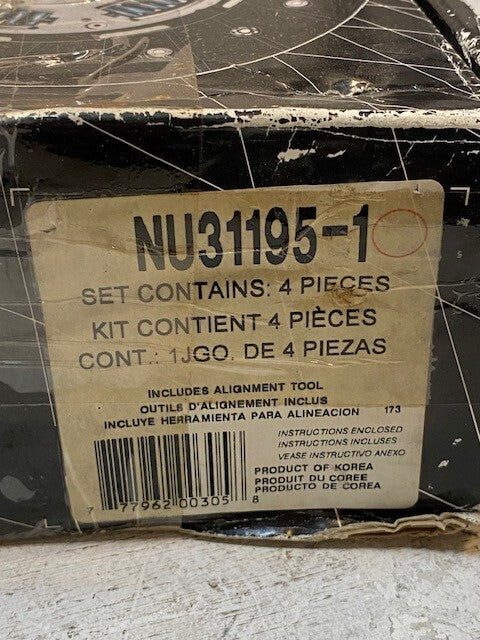 NU31195-1
SET CONTAINS: 4 PIECES
KIT CONTIENT 4 PIÈCES
CONT.: 1JGO. DE 4 PIEZAS
INCLUDES ALIGNMENT TOOL
OUTILS D'ALIGNEMENT INCLUS
INCLUYE HERRAMIENTA PARA ALINEACION 173
INSTRUCTIONS ENCLOSED
INSTRUCTIONS INCLUSES
VEASE INSTRUCTIVO ANEXO
PRODUCT OF KOREA
PRODUIT DU COREE
PRODUCTO DE COREA
7 77962 00305 8